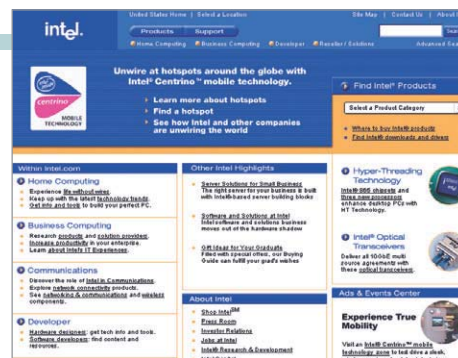 United States Home | Select a Location
Site Map | Contact Us | About
intel.
Products
Support
Home Computing
Business Computing
Developer
Reseller / Solutions
Advanced Sea
Unwire at hotspots around the globe with
Intel® Centrino™ mobile technology.
Learn more about hotspots
Find a hotspot
See how Intel and other companies
are unwiring the world
intel
centrino
MOBILE
TECHNOLOGY
Find Intel® Products
Select a Product Category
Where to buy Intel® products
Find Intel® downloads and drivers
Within Intel.com
Home Computing
Experience life without wires.
Keep up with the latest technology trends.
Get info and tools to build your perfect PC.
Business Computing
Research products and solution providers.
Increase productivity in your enterprise.
Learn about Intel's IT Experiences.
Communications
Discover the role of Intel in Communications.
Explore network connectivity products.
See networking & communications and wireless
components.
Developer
Hardware designers: get tech info and tools.
Software developers: find content and
resources.
Other Intel Highlights
Server Solutions for Small Business
The right server for your business is built
with Intel®-based server building blocks
Software and Solutions at Intel
Intel software and solutions business
moves out of the hardware shadow
Gift Ideas for Your Graduate
Filled with special offers, our Buying
Guide can fulfill your grad's wishes
About Intel
Shop Intel℠
Press Room
Investor Relations
Jobs at Intel
Intel® Research & Development
Hyper-Threading
Technology
Intel® 865 chipsets and
three new processors
enhance desktop PCs with
HT Technology.
Intel® Optical
Transceivers
Deliver all 10GbE multi
source agreements with
these optical transceivers.
Ads & Events Center
Experience True
Mobility
Visit an Intel® Centrino™ mobile
technology zone to test drive a sleek,